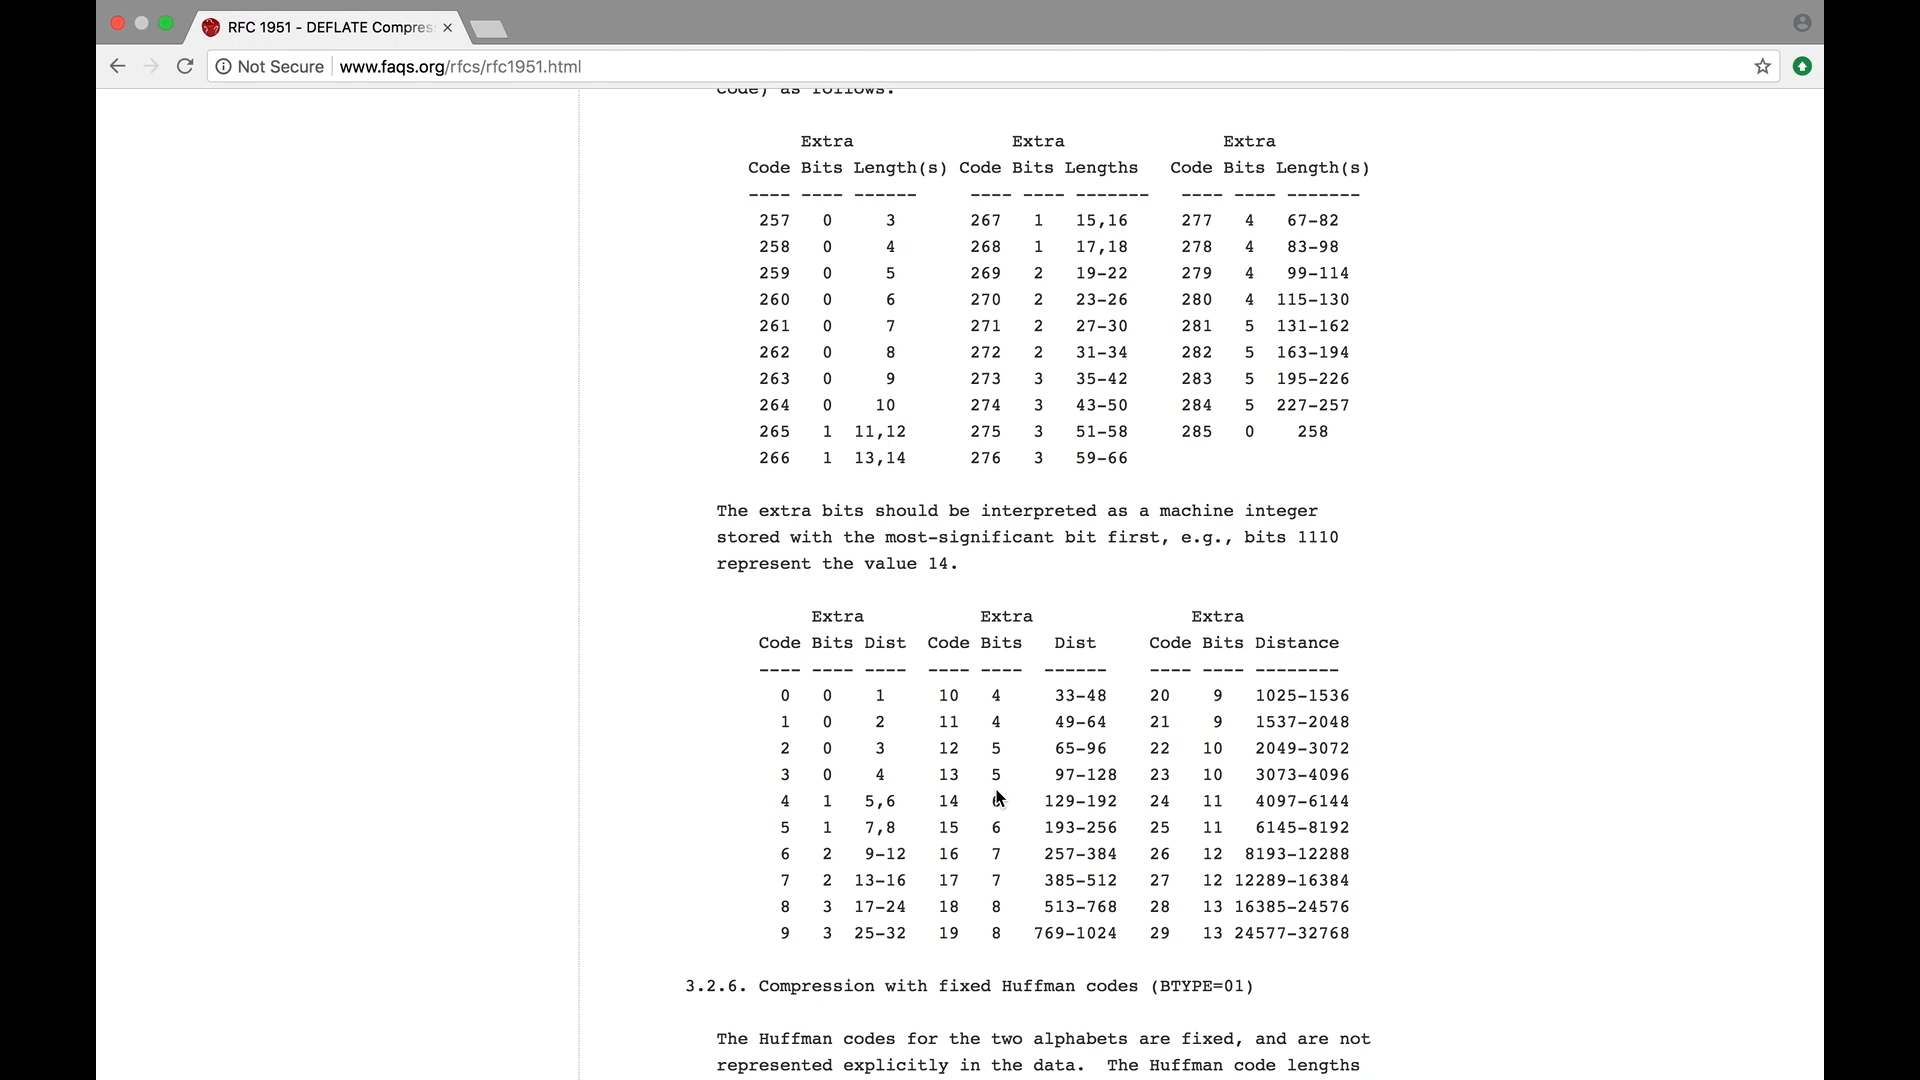 RFC 1951 - DEFLATE Compres
Not Secure www.faqs.org/rfcs/rfc1951.html
code) as follows.
Extra Extra Extra
Code Bits Length(s) Code Bits Lengths Code Bits Length(s)
---- ---- ------ ---- ---- ------- ---- ---- -------
257 0 3 267 1 15,16 277 4 67-82
258 0 4 268 1 17,18 278 4 83-98
259 0 5 269 2 19-22 279 4 99-114
260 0 6 270 2 23-26 280 4 115-130
261 0 7 271 2 27-30 281 5 131-162
262 0 8 272 2 31-34 282 5 163-194
263 0 9 273 3 35-42 283 5 195-226
264 0 10 274 3 43-50 284 5 227-257
265 1 11,12 275 3 51-58 285 0 258
266 1 13,14 276 3 59-66
The extra bits should be interpreted as a machine integer
stored with the most-significant bit first, e.g., bits 1110
represent the value 14.
Extra Extra Extra
Code Bits Dist Code Bits Dist Code Bits Distance
---- ---- ---- ---- ---- ------ ---- ---- --------
0 0 1 10 4 33-48 20 9 1025-1536
1 0 2 11 4 49-64 21 9 1537-2048
2 0 3 12 5 65-96 22 10 2049-3072
3 0 4 13 5 97-128 23 10 3073-4096
4 1 5,6 14 6 129-192 24 11 4097-6144
5 1 7,8 15 6 193-256 25 11 6145-8192
6 2 9-12 16 7 257-384 26 12 8193-12288
7 2 13-16 17 7 385-512 27 12 12289-16384
8 3 17-24 18 8 513-768 28 13 16385-24576
9 3 25-32 19 8 769-1024 29 13 24577-32768
3.2.6. Compression with fixed Huffman codes (BTYPE=01)
The Huffman codes for the two alphabets are fixed, and are not
represented explicitly in the data. The Huffman code lengths